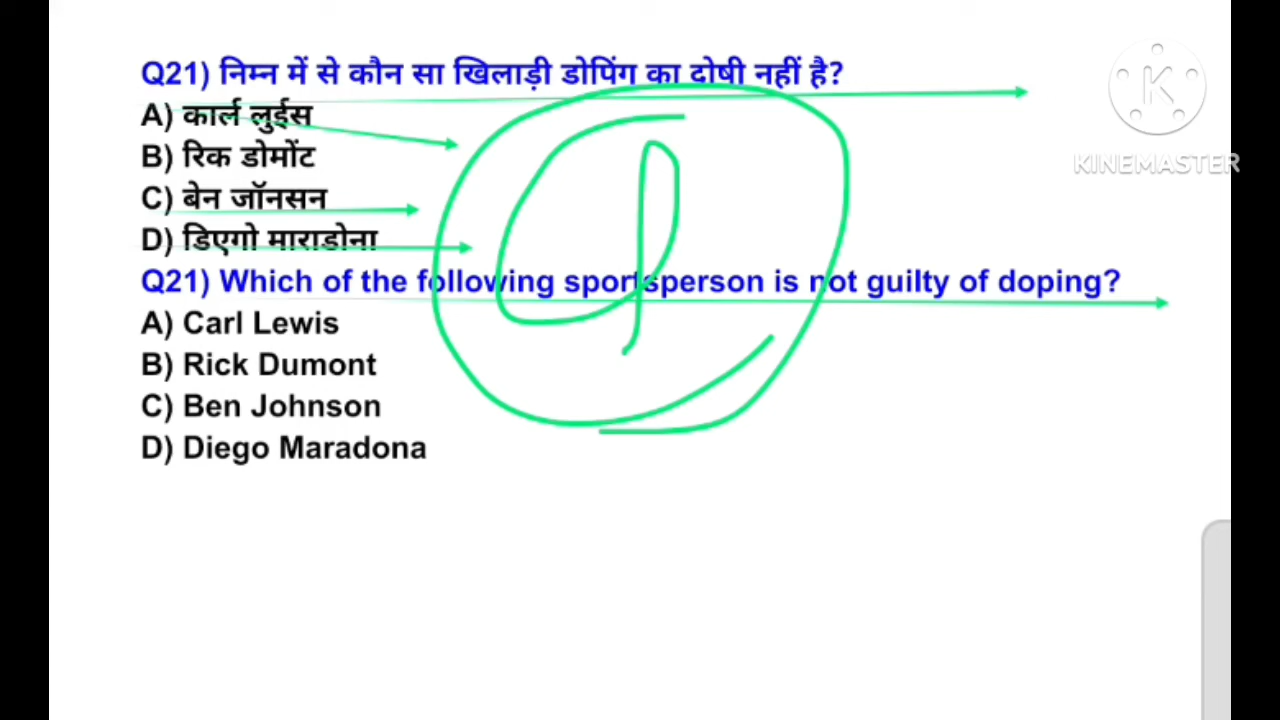 Q21) निम्न में से कौन सा खिलाड़ी डोपिंग का दोषी नहीं है?
A) कार्ल लुईस
B) रिक डोमोंट
C) बेन जॉनसन
D) डिएगो माराडोना
Q21) Which of the following sportsperson is not guilty of doping?
A) Carl Lewis
B) Rick Dumont
C) Ben Johnson
D) Diego Maradona
K
KINEMASTER